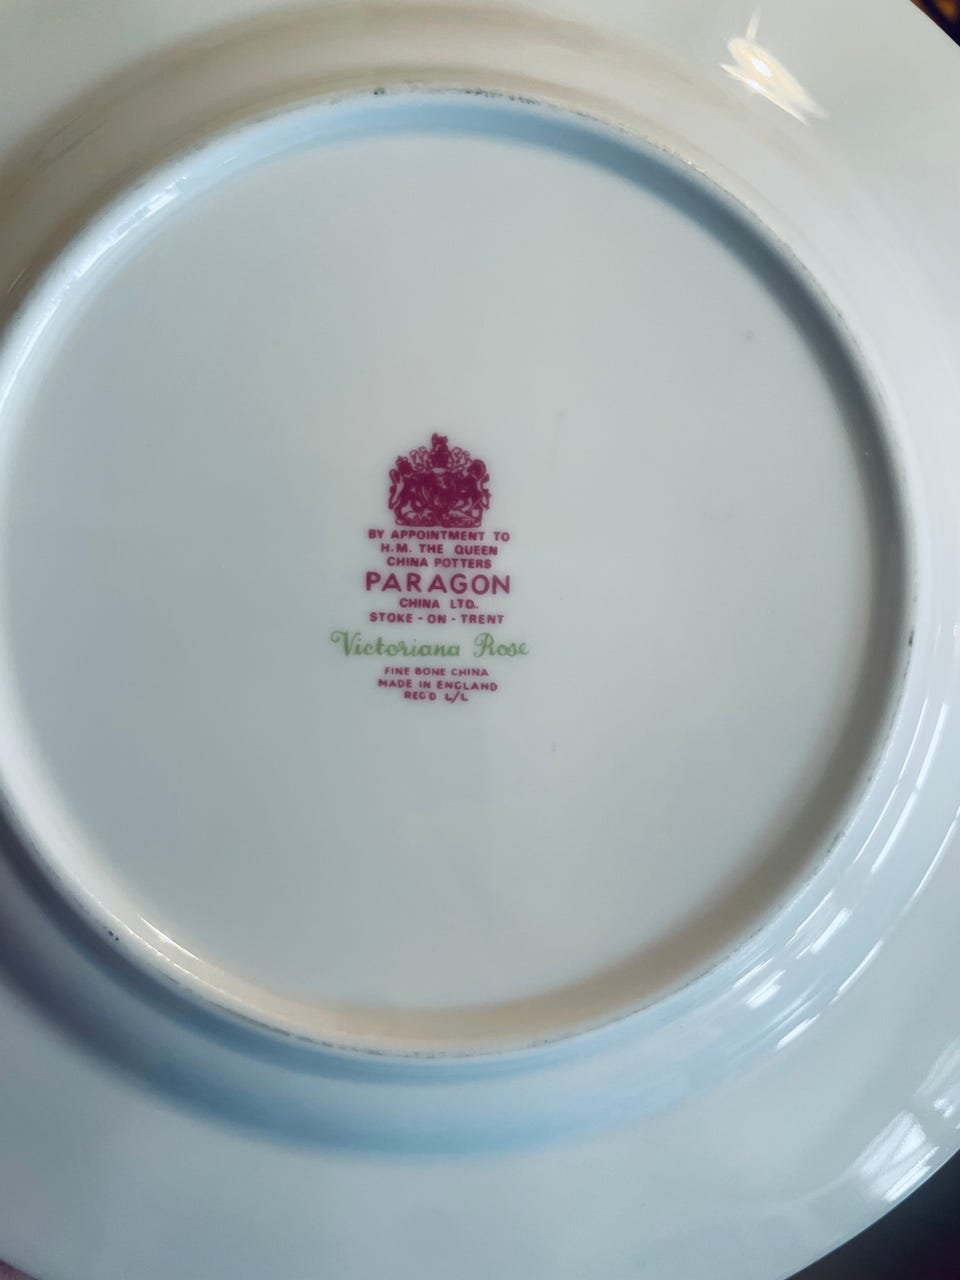 BY APPOINTMENT TO
H.M. THE QUEEN
CHINA POTTERS
PARAGON
CHINA LTD.
STOKE-ON-TRENT
Victoriana Rose
FINE BONE CHINA
MADE IN ENGLAND
REG'D L/L